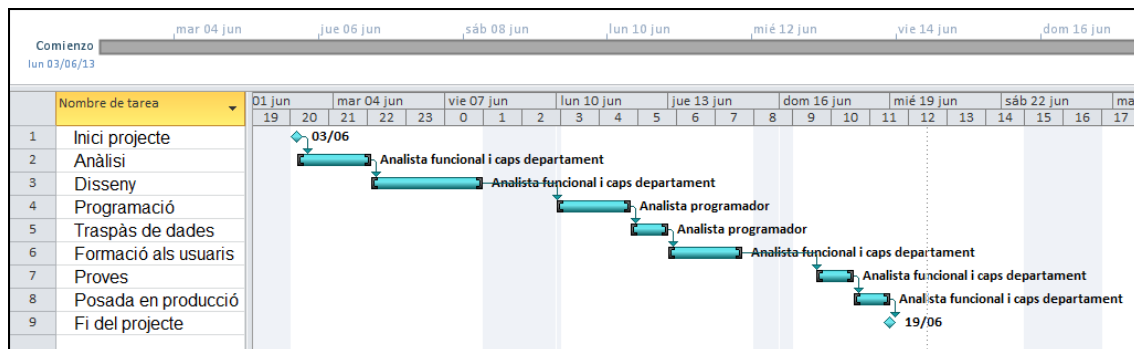 mar 04 jun jue 06 jun sáb 08 jun lun 10 jun mié 12 jun vie 14 jun dom 16 jun
Comienzo
lun 03/06/13
Nombre de tarea
01 jun mar 04 jun vie 07 jun lun 10 jun jue 13 jun dom 16 jun mié 19 jun sáb 22 jun ma
19 20 21 22 23 0 1 2 3 4 5 6 7 8 9 10 11 12 13 14 15 16 17
1 Inici projecte 03/06
2 Anàlisi Analista funcional i caps departament
3 Disseny Analista funcional i caps departament
4 Programació Analista programador
5 Traspàs de dades Analista programador
6 Formació als usuaris Analista funcional i caps departament
7 Proves Analista funcional i caps departament
8 Posada en producció Analista funcional i caps departament
9 Fi del projecte 19/06